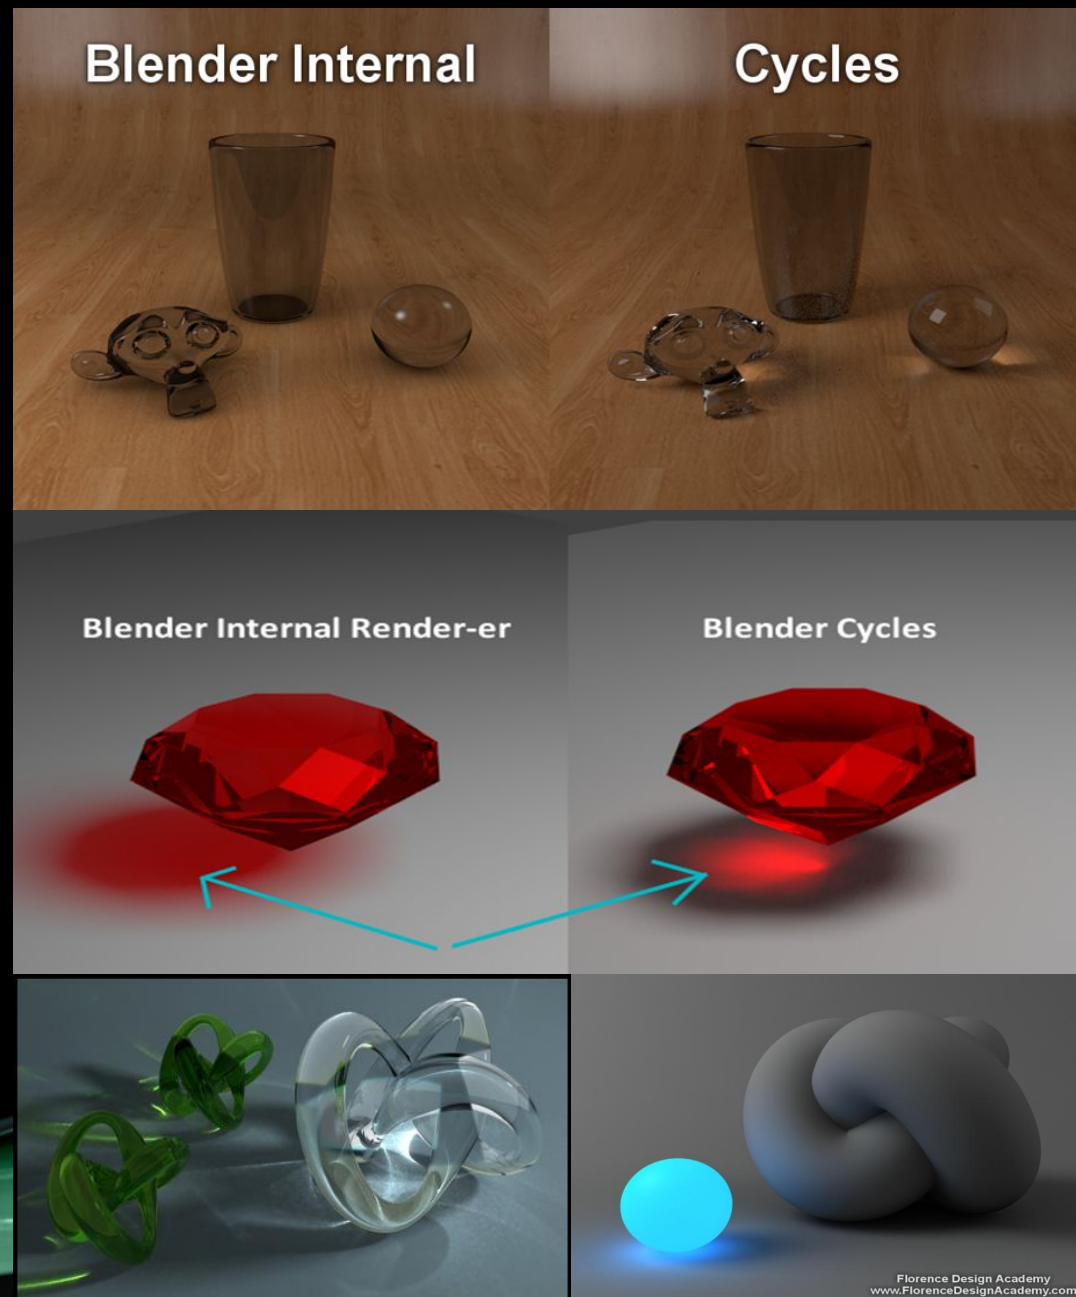 Blender Internal
Cycles
Blender Internal Render-er
Blender Cycles
Florence Design Academy
www.FlorenceDesignAcademy.com